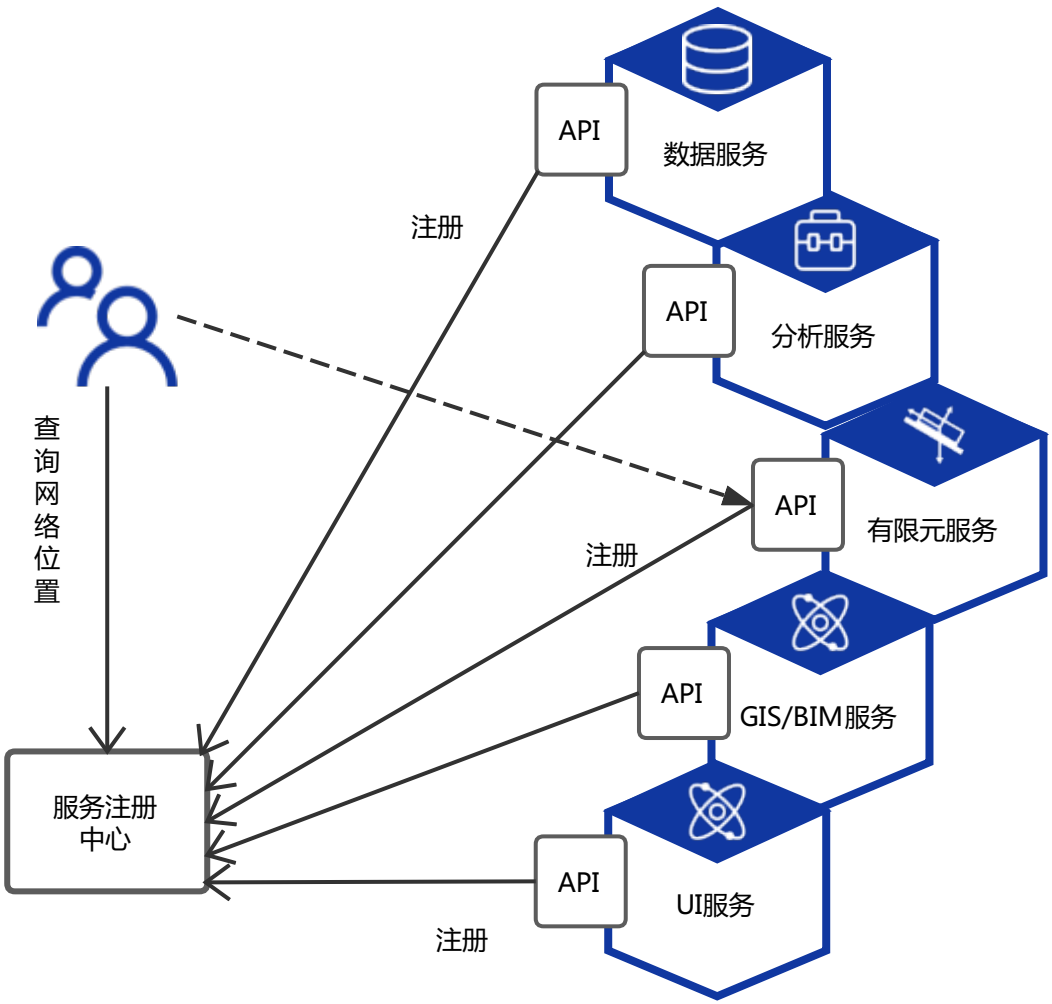 API
数据服务
注册
API
分析服务
查询网络位置
API
有限元服务
注册
API
GIS/BIM服务
服务注册
中心
API
UI服务
注册